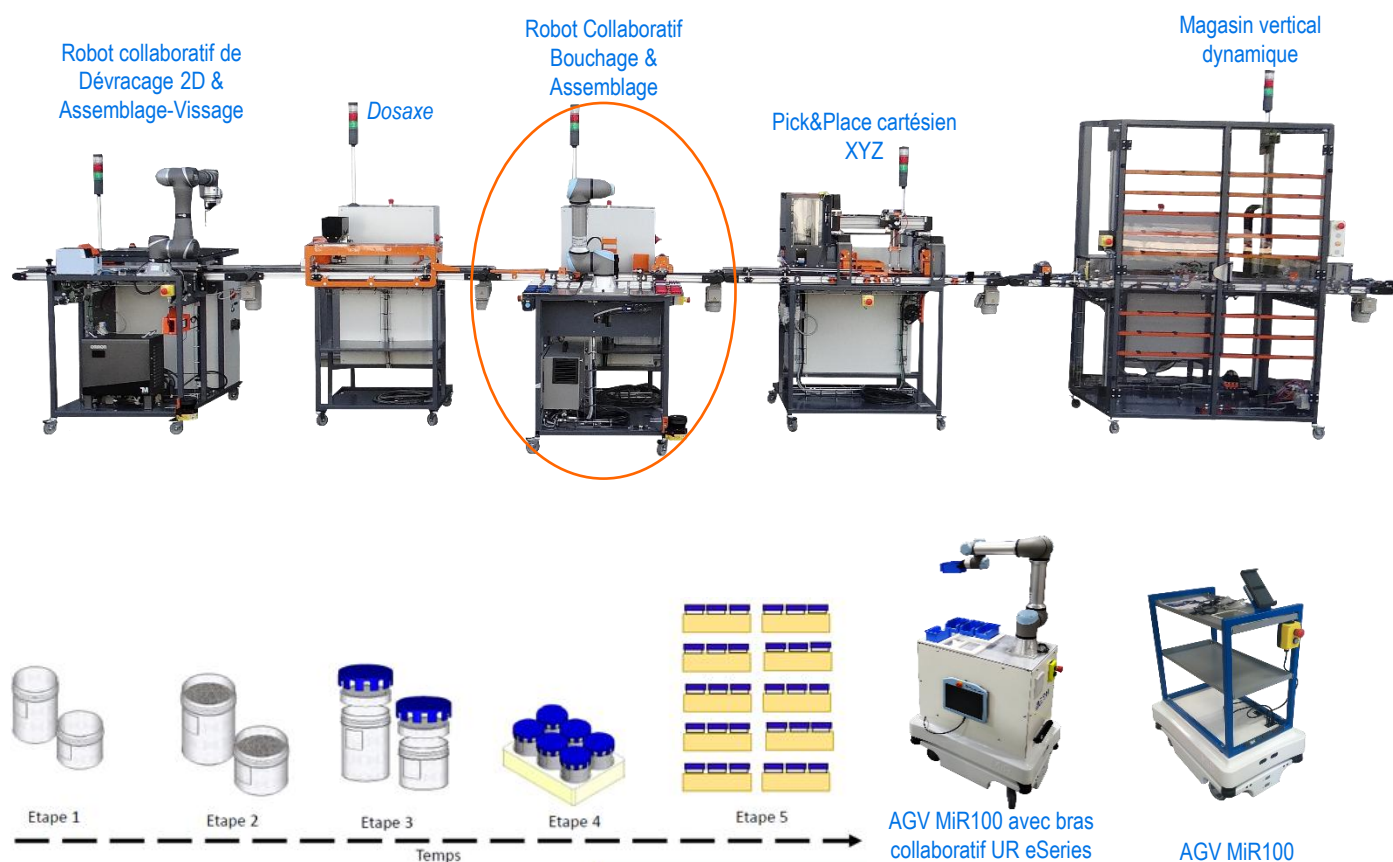 Robot collaboratif de
Dévracage 2D &
Assemblage-Vissage
Dosaxe
Robot Collaboratif
Bouchage &
Assemblage
Pick&Place cartésien
XYZ
Magasin vertical
dynamique
OMRON
TM
Etape 1
Etape 2
Etape 3
Etape 4
Etape 5
Temps
AGV MiR100 avec bras
collaboratif UR eSeries
AGV MiR100